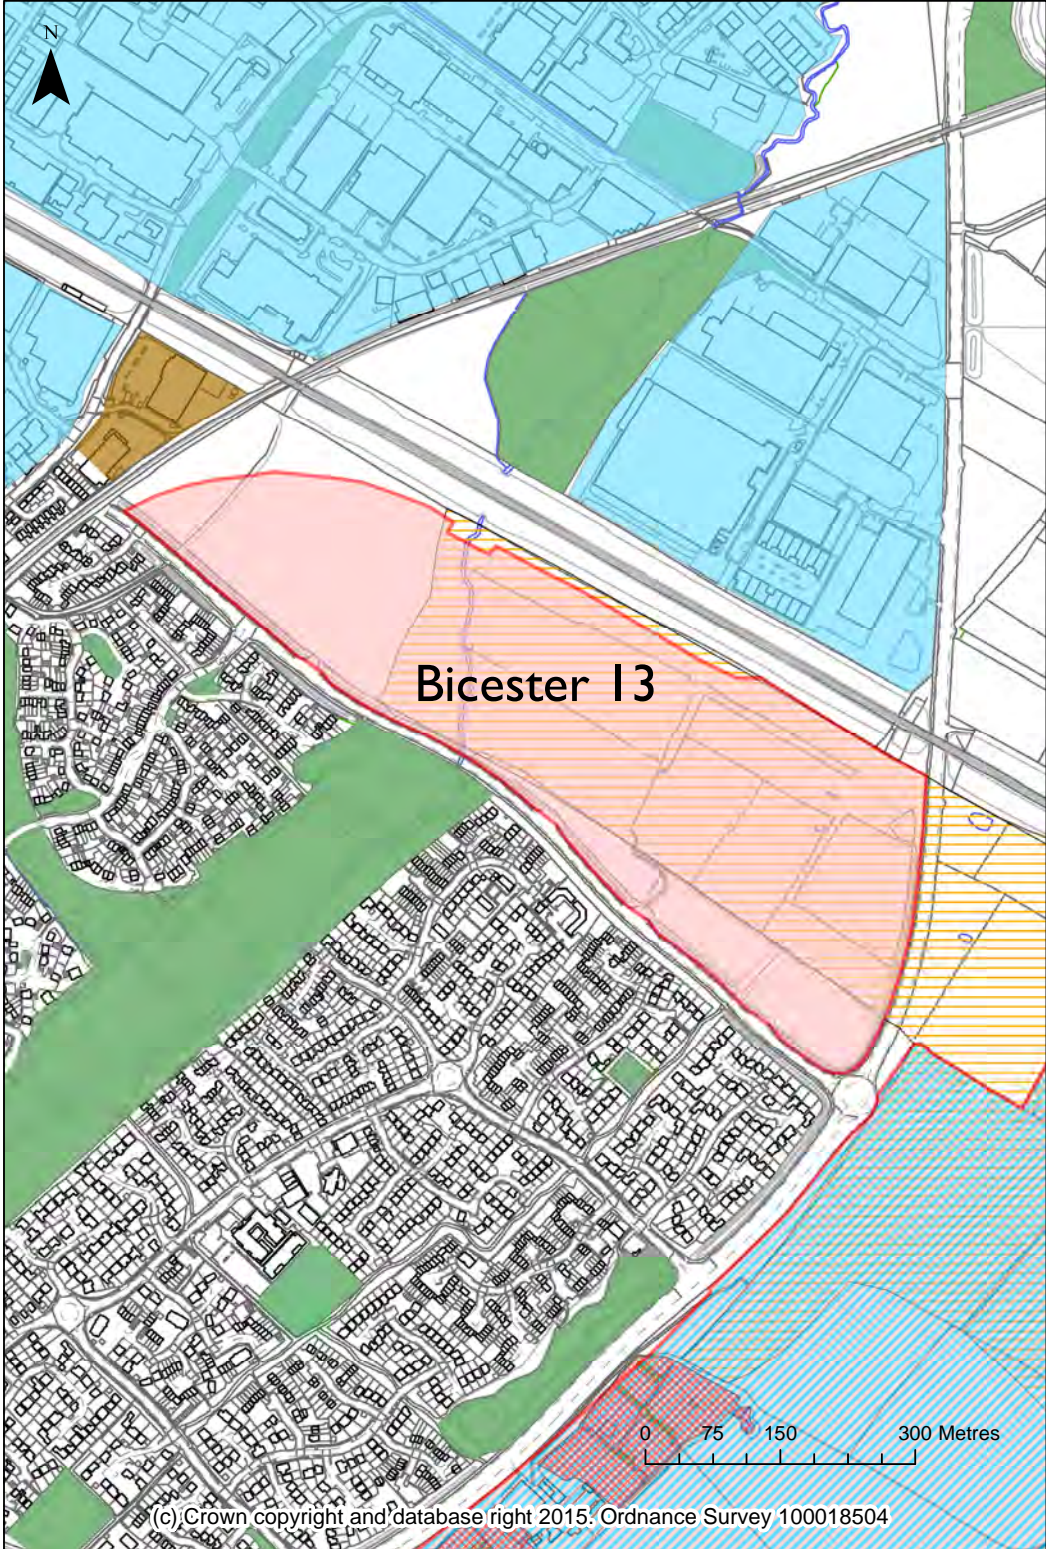 N
Bicester 13
0 75 150 300 Metres
(c) Crown copyright and database right 2015. Ordnance Survey 100018504